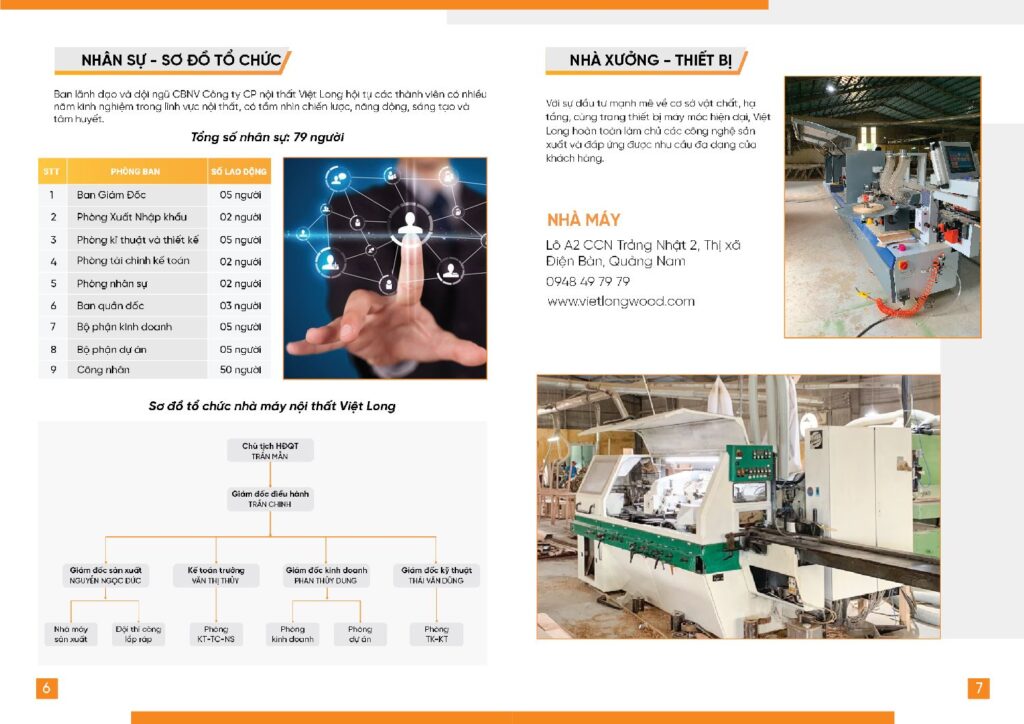 NHÂN SỰ - SƠ ĐỒ TỔ CHỨC
Ban lãnh đạo và đội ngũ CBNV Công ty CP nội thất Việt Long hội tụ các thành viên có nhiều
năm kinh nghiệm trong lĩnh vực nội thất, có tầm nhìn chiến lược, năng động, sáng tạo và
tâm huyết.
Tổng số nhân sự: 79 người
STT PHÒNG BAN SỐ LAO ĐỘNG
1 Ban Giám Đốc 05 người
2 Phòng Xuất Nhập khẩu 02 người
3 Phòng kĩ thuật và thiết kế 05 người
4 Phòng tài chính kế toán 02 người
5 Phòng nhân sự 02 người
6 Ban quản đốc 03 người
7 Bộ phận kinh doanh 05 người
8 Bộ phận dự án 05 người
9 Công nhân 50 người
Sơ đồ tổ chức nhà máy nội thất Việt Long
Chủ tịch HĐQT
TRẦN MẪN
Giám đốc điều hành
TRẦN CHINH
Giám đốc sản xuất
NGUYỄN NGỌC ĐỨC
Kế toán trưởng
VĂN THỊ THỦY
Giám đốc kinh doanh
PHAN THÙY DUNG
Giám đốc kỹ thuật
THÁI VĂN DŨNG
Nhà máy
sản xuất
Đội thi công
lắp ráp
Phòng
KT-TC-NS
Phòng
kinh doanh
Phòng
dự án
Phòng
TK-KT
6
NHÀ XƯỞNG - THIẾT BỊ
Với sự đầu tư mạnh mẽ về cơ sở vật chất, hạ
tầng, cùng trang thiết bị máy móc hiện đại, Việt
Long hoàn toàn làm chủ các công nghệ sản
xuất và đáp ứng được nhu cầu đa dạng của
khách hàng.
NHÀ MÁY
Lô A2 CCN Trảng Nhật 2, Thị xã
Điện Bàn, Quảng Nam
0948 49 79 79
www.vietlongwood.com
7